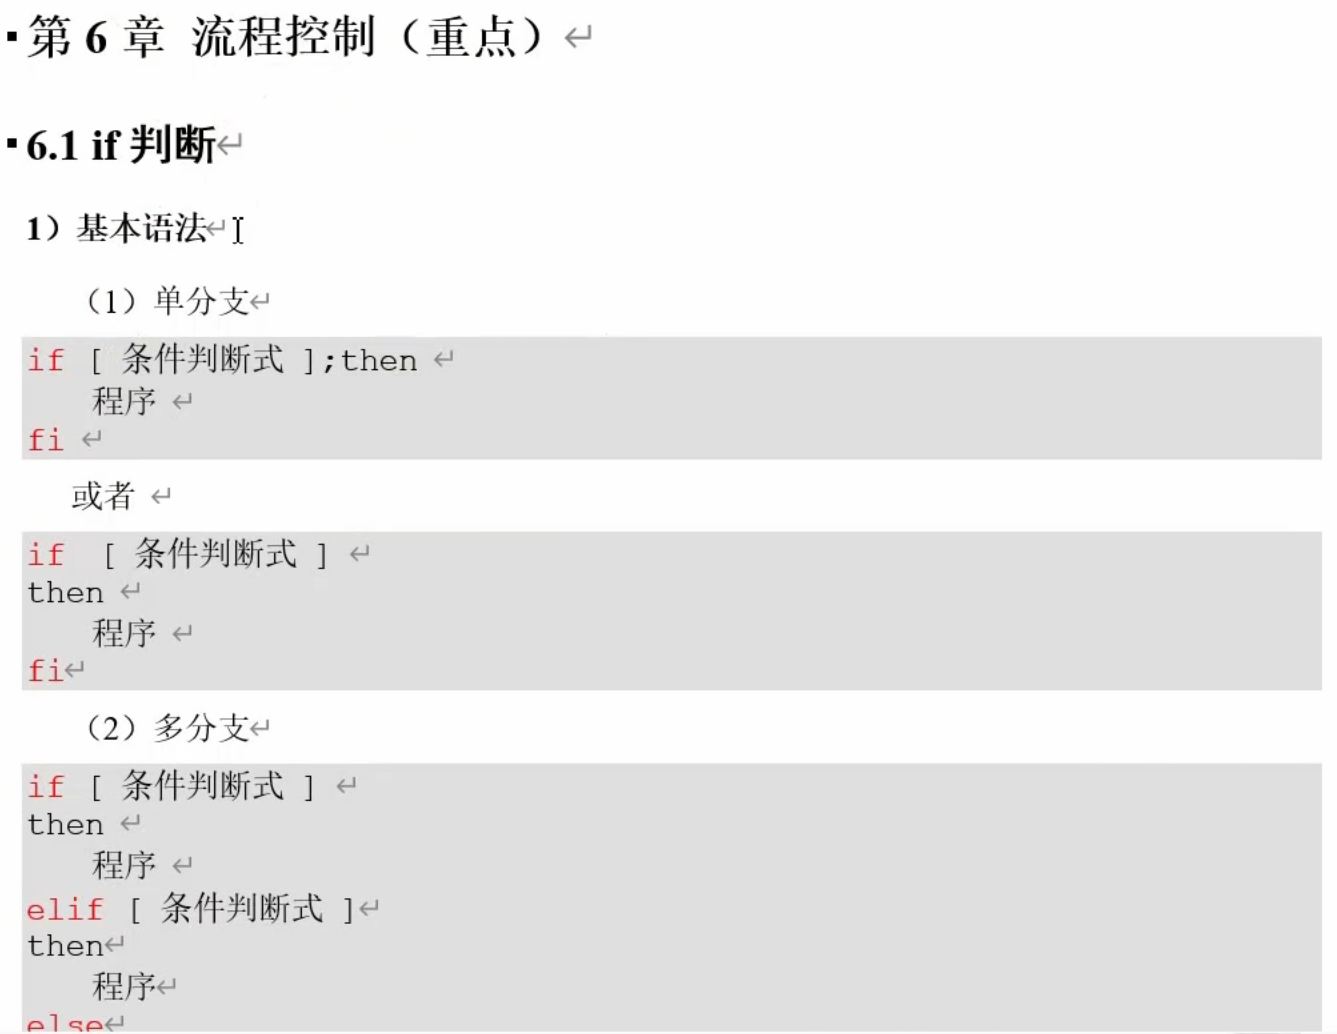 第 6 章 流程控制（重点）
6.1 if 判断
1）基本语法
（1）单分支
if [ 条件判断式 ];then
程序
fi
或者
if [ 条件判断式 ]
then
程序
fi
（2）多分支
if [ 条件判断式 ]
then
程序
elif [ 条件判断式 ]
then
程序
else